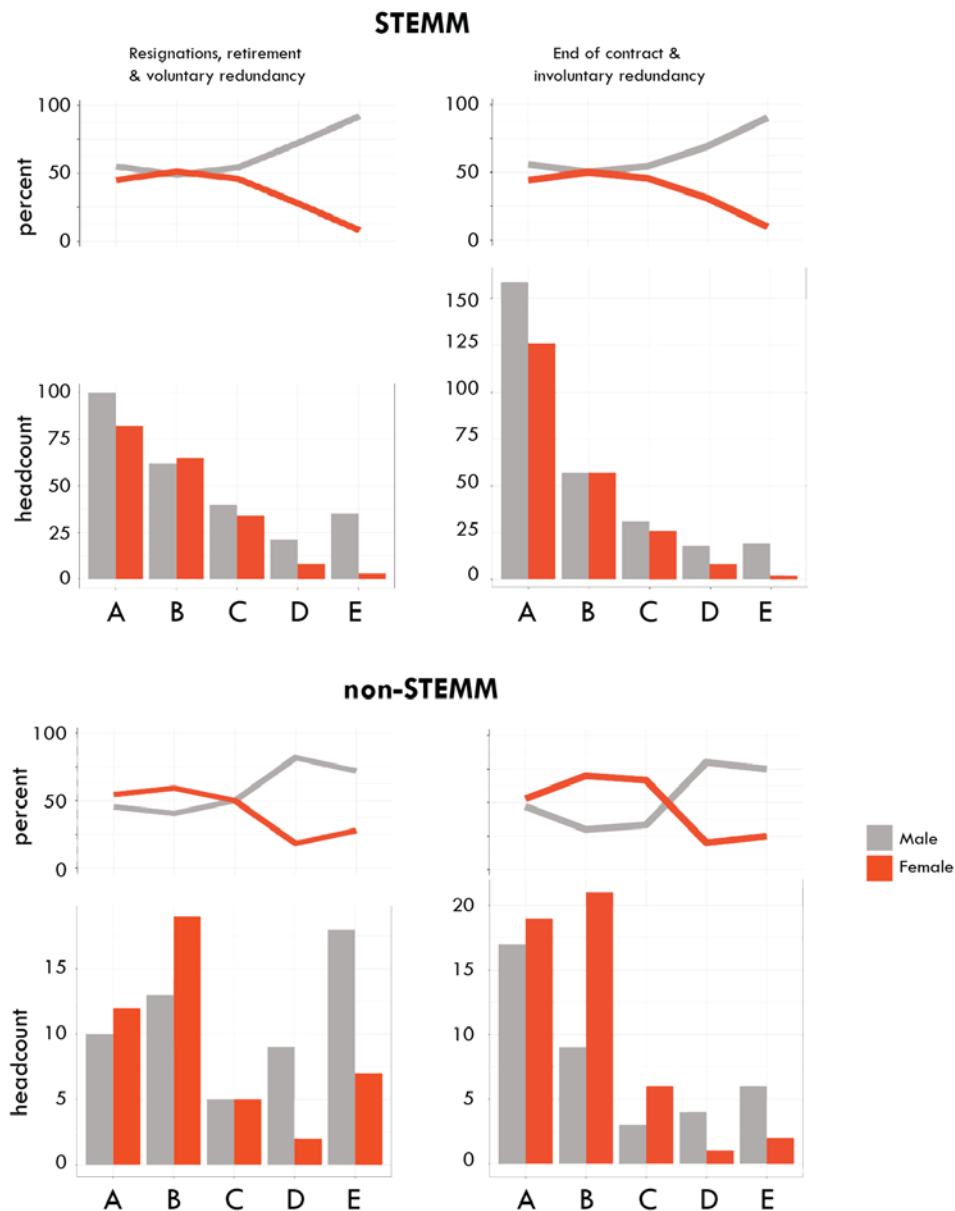 STEMM
Resignations, retirement
& voluntary redundancy
End of contract &
involuntary redundancy
percent
100
50
0
100
50
0
headcount
100
75
50
25
0
150
125
100
75
50
25
0
A B C D E
A B C D E
non-STEMM
percent
100
50
0
Male
Female
headcount
15
10
5
0
20
15
10
5
0
A B C D E
A B C D E